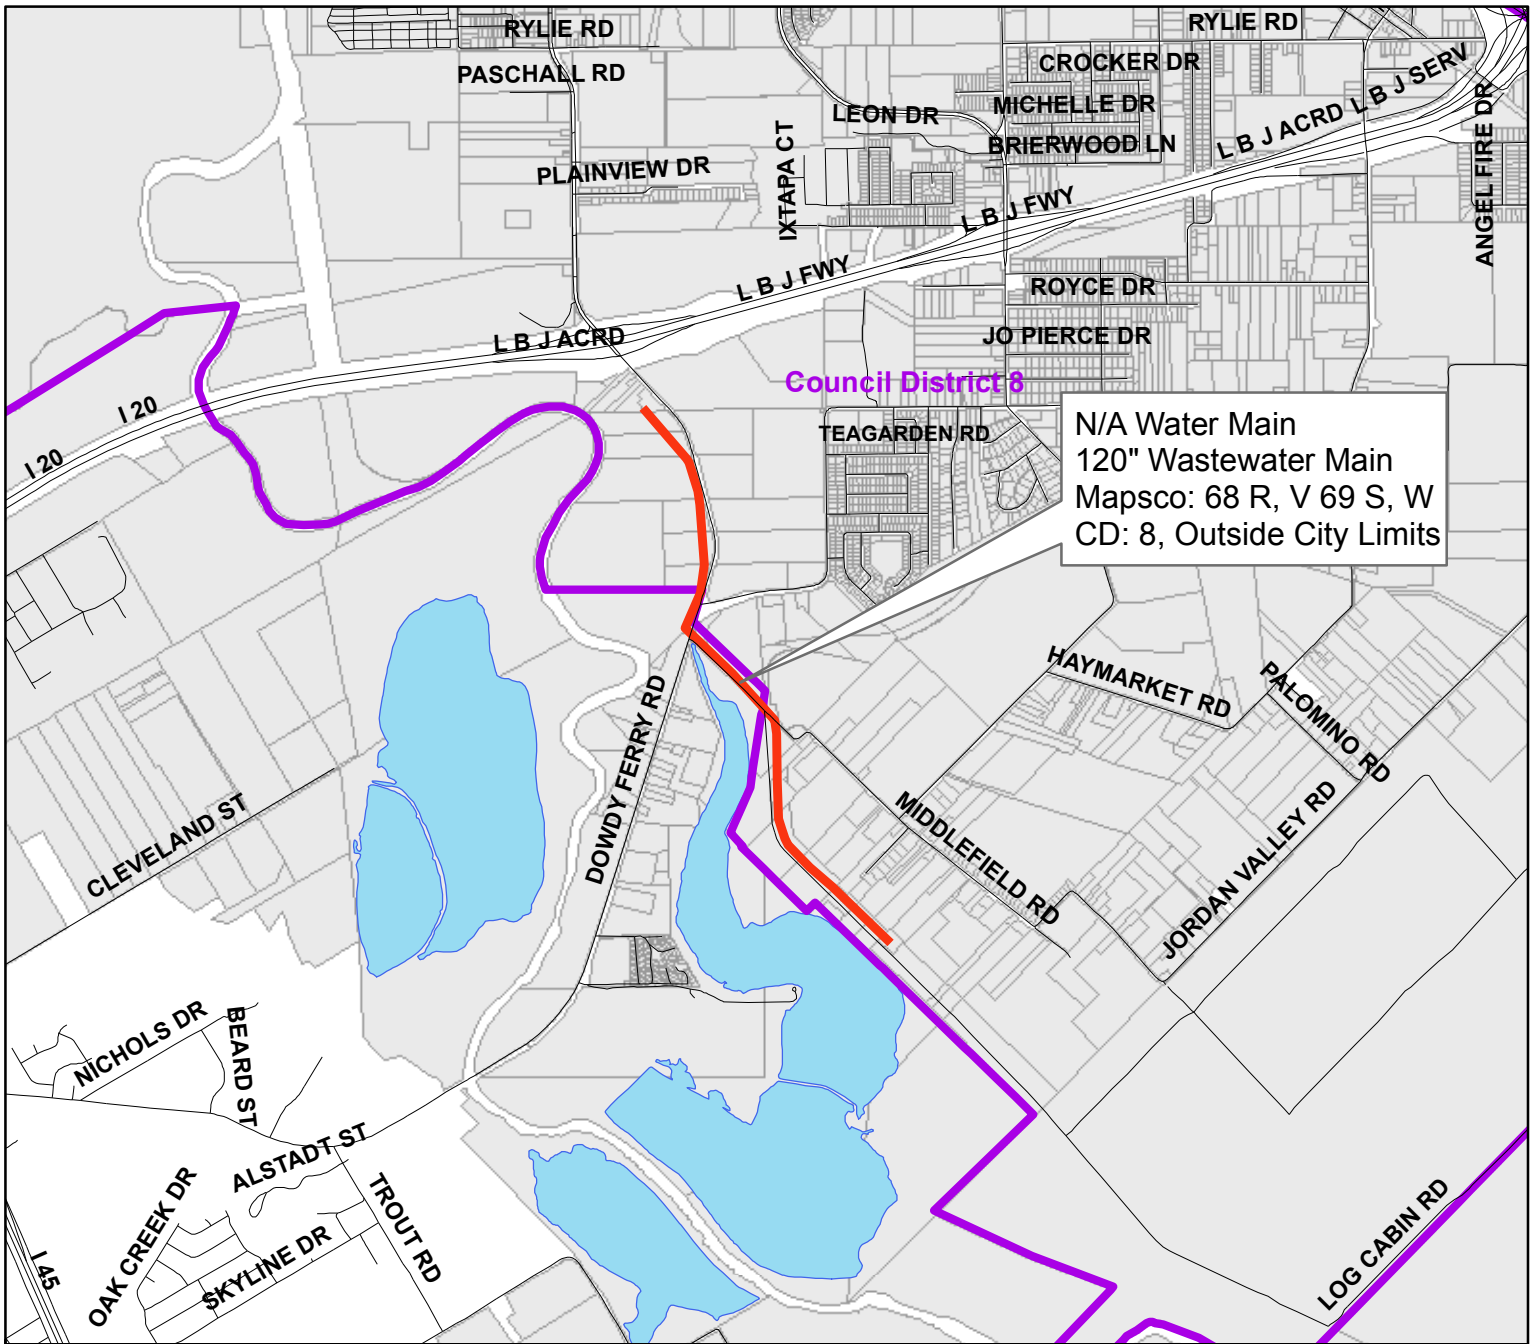 RYLIE RD
RYLIE RD
PASCHALL RD
CROCKER DR
L B J SERV
MICHELLE DR
LEON DR
L B J ACRD
ANGEL FIRE DR
BRIERWOOD LN
IXTAPA CT
PLAINVIEW DR
L B J FWY
L B J FWY
ROYCE DR
L B J ACRD
JO PIERCE DR
Council District 8
I 20
I 20
TEAGARDEN RD
N/A Water Main
120" Wastewater Main
Mapsco: 68 R, V 69 S, W
CD: 8, Outside City Limits
HAYMARKET RD
PALOMINO RD
DOWDY FERRY RD
CLEVELAND ST
MIDDLEFIELD RD
JORDAN VALLEY RD
NICHOLS DR
BEARD ST
ALSTADT ST
TROUT RD
OAK CREEK DR
SKYLINE DR
I 45
LOG CABIN RD